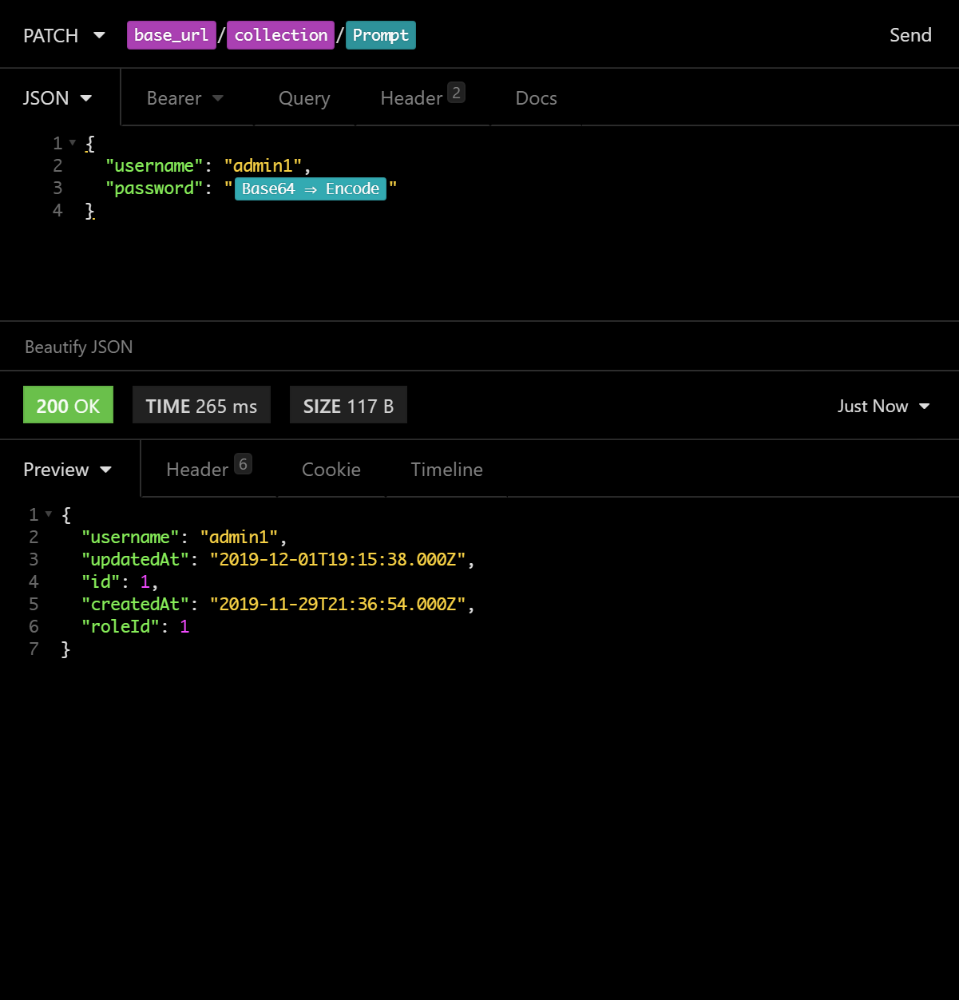 PATCH base_url/collection/Prompt Send
JSON Bearer Query Header 2 Docs
1 {
2 "username": "admin1",
3 "password": "Base64 ⇒ Encode"
4 }
Beautify JSON
200 OK TIME 265 ms SIZE 117 B Just Now
Preview Header 6 Cookie Timeline
1 {
2 "username": "admin1",
3 "updatedAt": "2019-12-01T19:15:38.000Z",
4 "id": 1,
5 "createdAt": "2019-11-29T21:36:54.000Z",
6 "roleId": 1
7 }